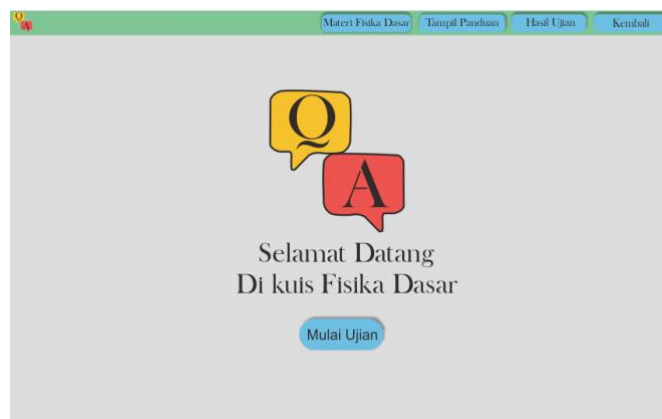 Q
A
Materi Fisika Dasar
Tampil Panduan
Hasil Ujian
Kembali
Q
A
Selamat Datang
Di kuis Fisika Dasar
Mulai Ujian